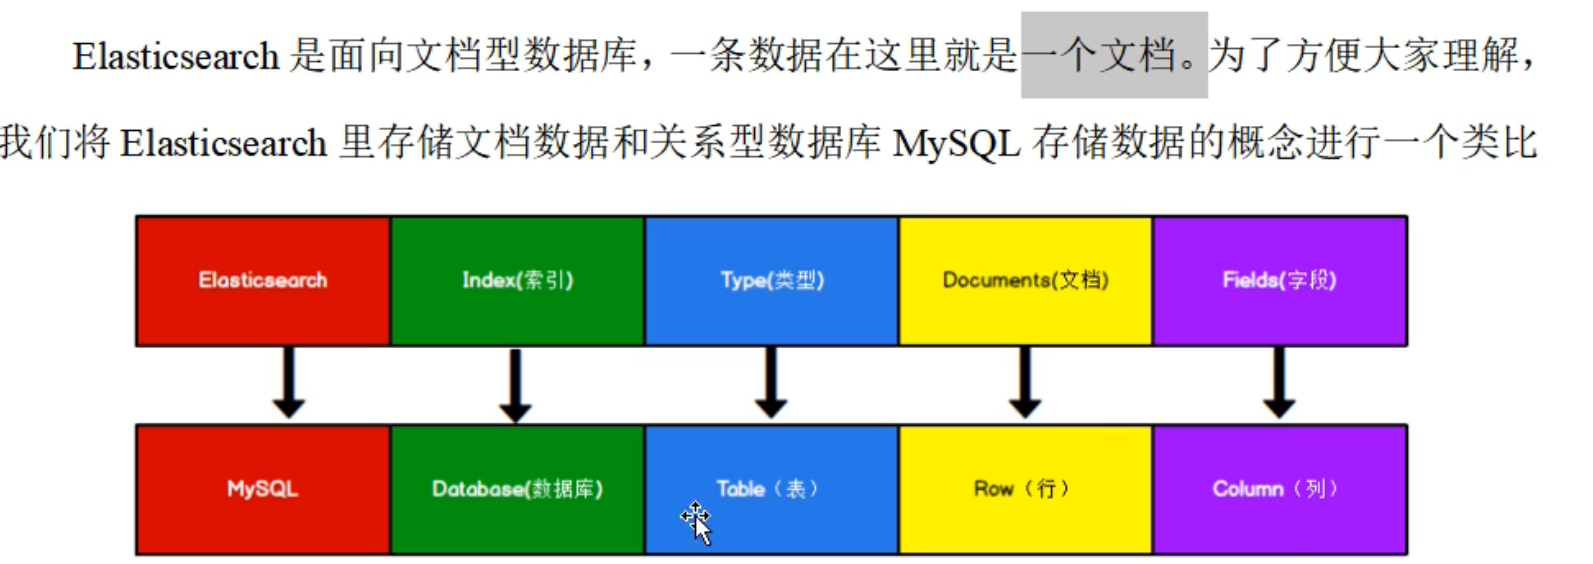 Elasticsearch 是面向文档型数据库，一条数据在这里就是一个文档。为了方便大家理解，
我们将 Elasticsearch 里存储文档数据和关系型数据库 MySQL 存储数据的概念进行一个类比
Elasticsearch Index(索引) Type(类型) Documents(文档) Fields(字段)
MySQL Database(数据库) Table（表） Row（行） Column（列）